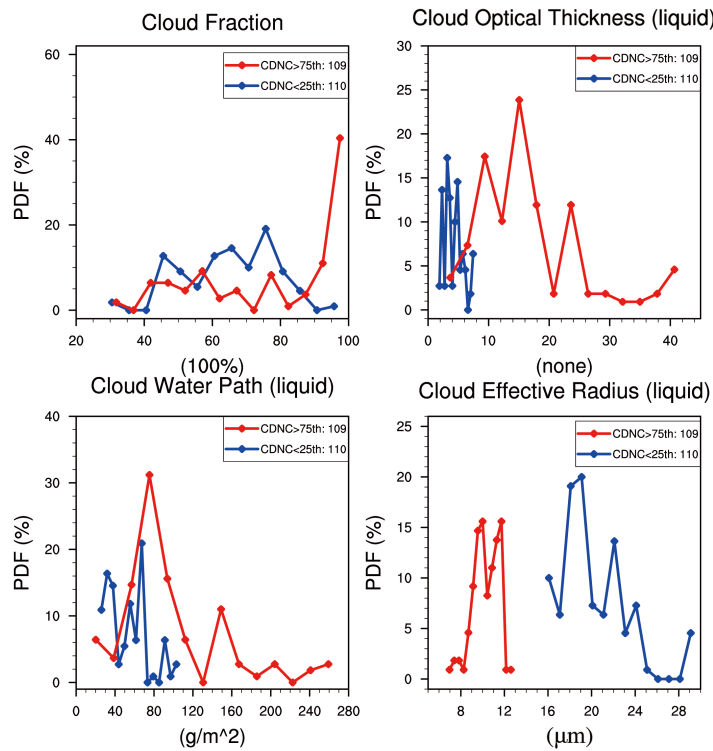 Cloud Fraction
PDF (%)
60
40
20
0
CDNC>75th: 109
CDNC<25th: 110
20 40 60 80 100
(100%)
Cloud Optical Thickness (liquid)
PDF (%)
30
25
20
15
10
5
0
CDNC>75th: 109
CDNC<25th: 110
0 10 20 30 40
(none)
Cloud Water Path (liquid)
PDF (%)
40
30
20
10
0
CDNC>75th: 109
CDNC<25th: 110
0 40 80 120 160 200 240 280
(g/m^2)
Cloud Effective Radius (liquid)
PDF (%)
25
20
15
10
5
0
CDNC>75th: 109
CDNC<25th: 110
8 12 16 20 24 28
(μm)